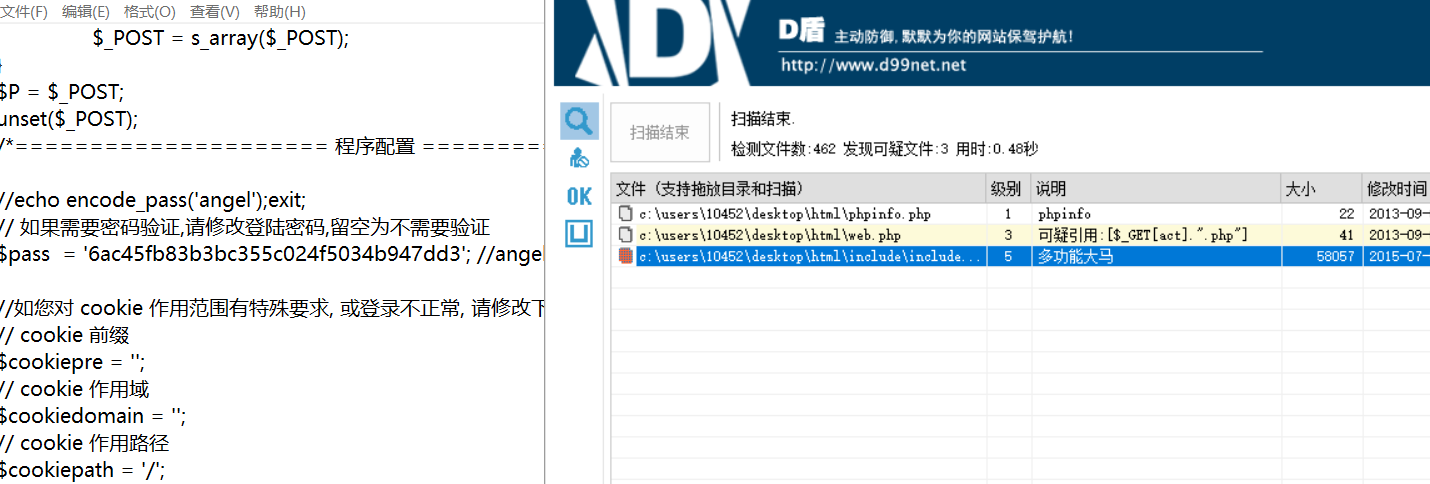 文件(F) 编辑(E) 格式(O) 查看(V) 帮助(H)
$_POST = s_array($_POST);
}
$P = $_POST;
unset($_POST);
/*===================== 程序配置 =========
//echo encode_pass('angel');exit;
// 如果需要密码验证,请修改登陆密码,留空为不需要验证
$pass = '6ac45fb83b3bc355c024f5034b947dd3'; //angel
//如您对 cookie 作用范围有特殊要求, 或登录不正常, 请修改下
// cookie 前缀
$cookiepre = '';
// cookie 作用域
$cookiedomain = '';
// cookie 作用路径
$cookiepath = '/';
D盾 主动防御,默默为你的网站保驾护航!
http://www.d99net.net
扫描结束
扫描结束.
检测文件数:462 发现可疑文件:3 用时:0.48秒
OK
文件（支持拖放目录和扫描） 级别 说明 大小 修改时间
c:\users\10452\desktop\html\phpinfo.php 1 phpinfo 22 2013-09-
c:\users\10452\desktop\html\web.php 3 可疑引用:[$_GET[act].".php"] 41 2013-09-
c:\users\10452\desktop\html\include\include... 5 多功能大马 58057 2015-07-